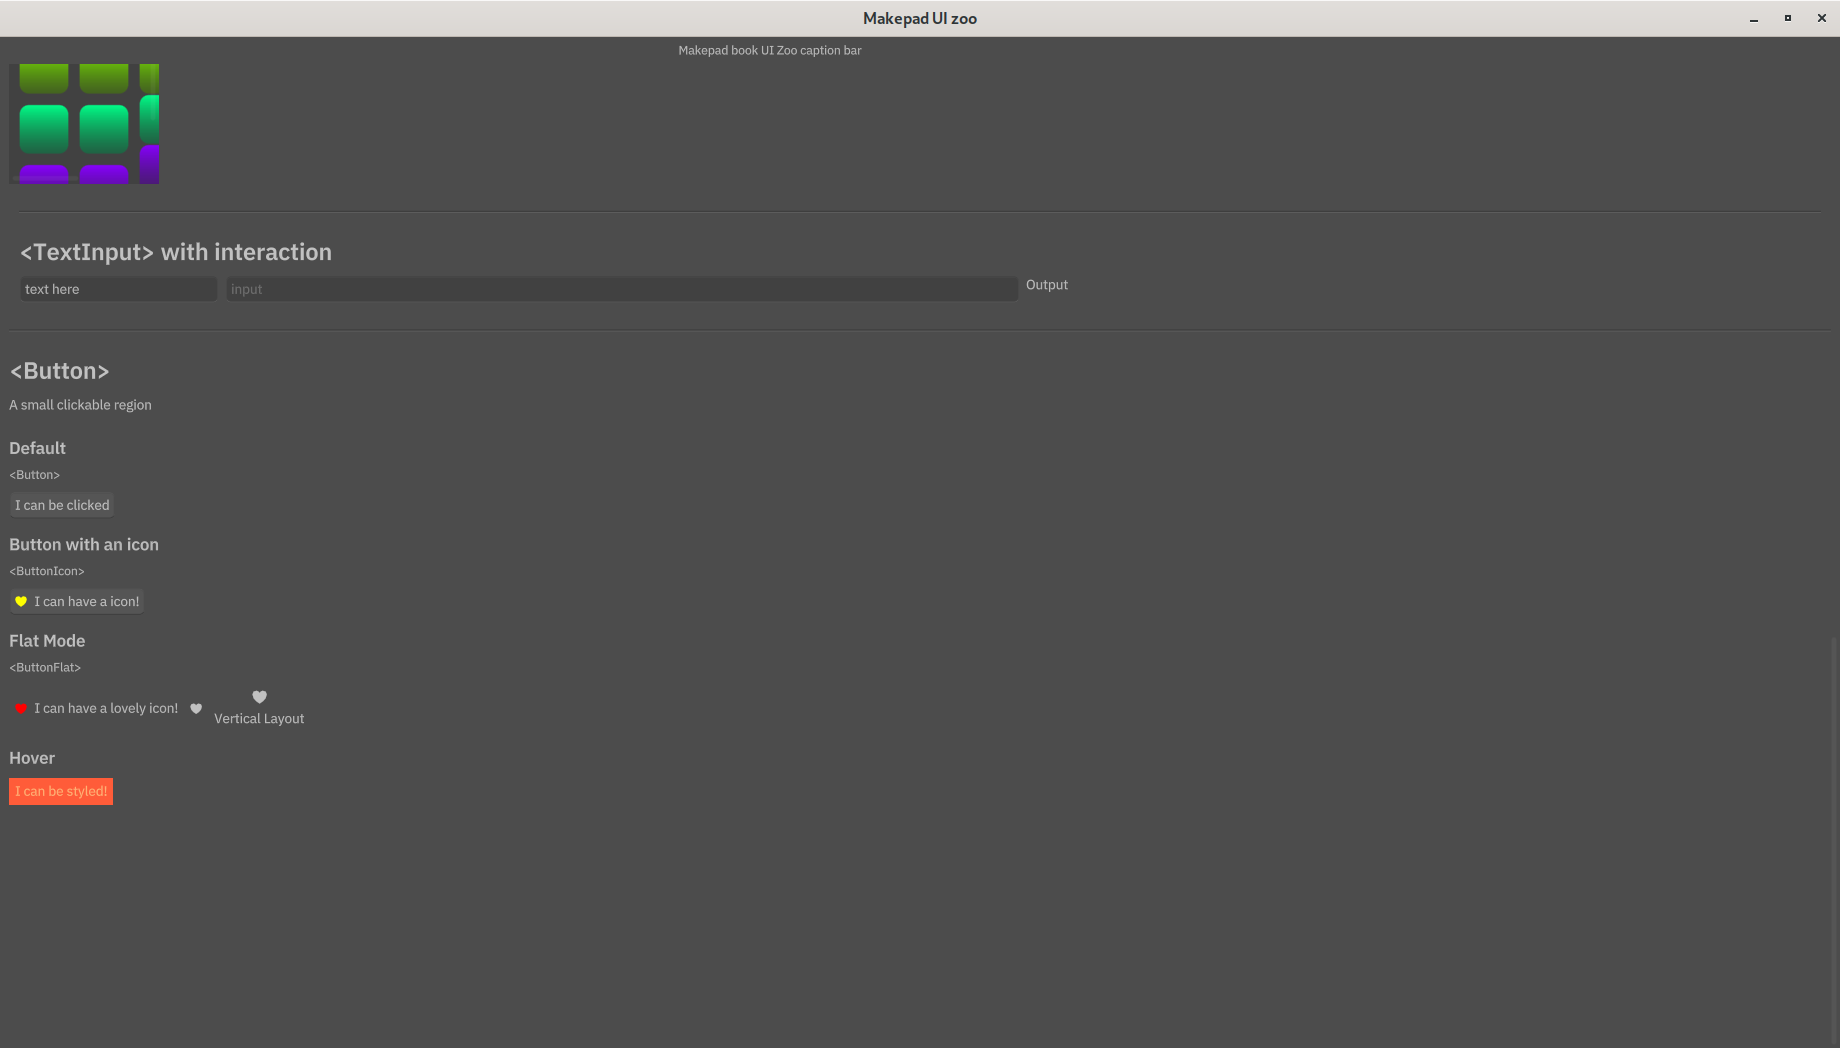 Makepad UI zoo
Makepad book UI Zoo caption bar
<TextInput> with interaction
text here input Output
<Button>
A small clickable region
Default
<Button>
I can be clicked
Button with an icon
<ButtonIcon>
I can have a icon!
Flat Mode
<ButtonFlat>
I can have a lovely icon!
Vertical Layout
Hover
I can be styled!